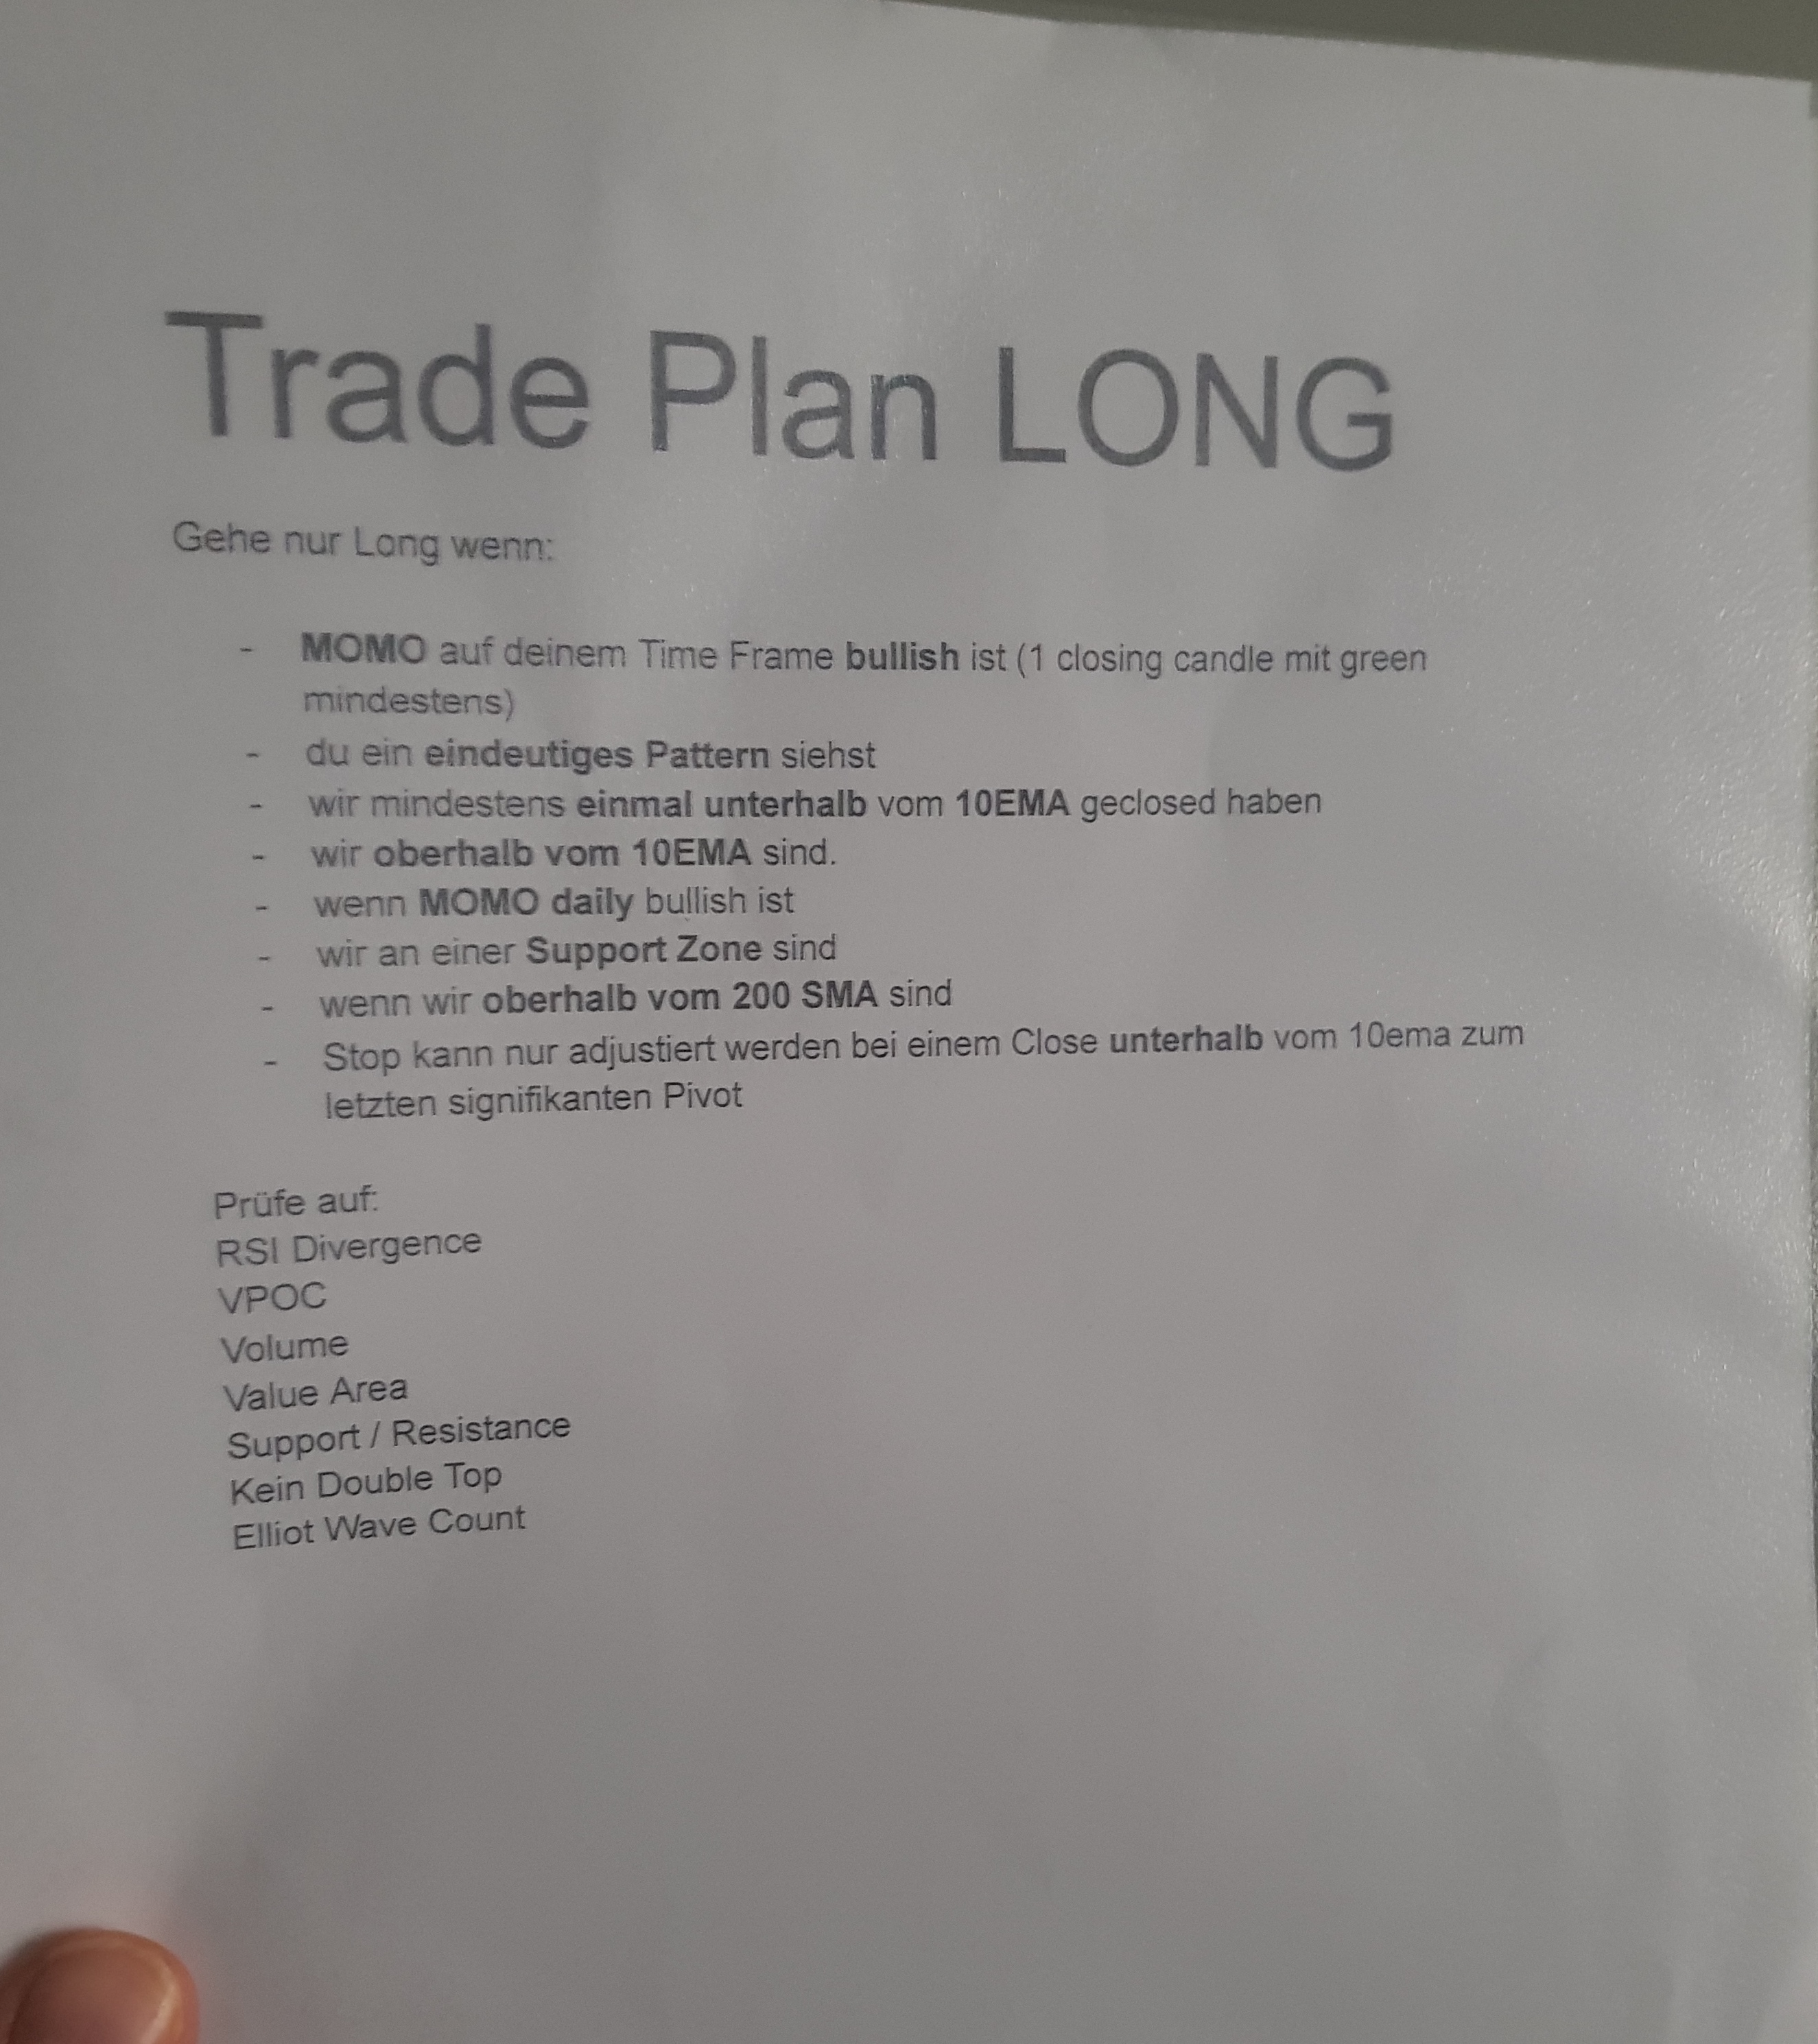 Trade Plan LONG
Gehe nur Long wenn:
- MOMO auf deinem Time Frame bullish ist (1 closing candle mit green
mindestens)
- du ein eindeutiges Pattern siehst
- wir mindestens einmal unterhalb vom 10EMA geclosed haben
- wir oberhalb vom 10EMA sind.
- wenn MOMO daily bullish ist
- wir an einer Support Zone sind
- wenn wir oberhalb vom 200 SMA sind
- Stop kann nur adjustiert werden bei einem Close unterhalb vom 10ema zum
letzten signifikanten Pivot
Prüfe auf:
RSI Divergence
VPOC
Volume
Value Area
Support / Resistance
Kein Double Top
Elliot Wave Count